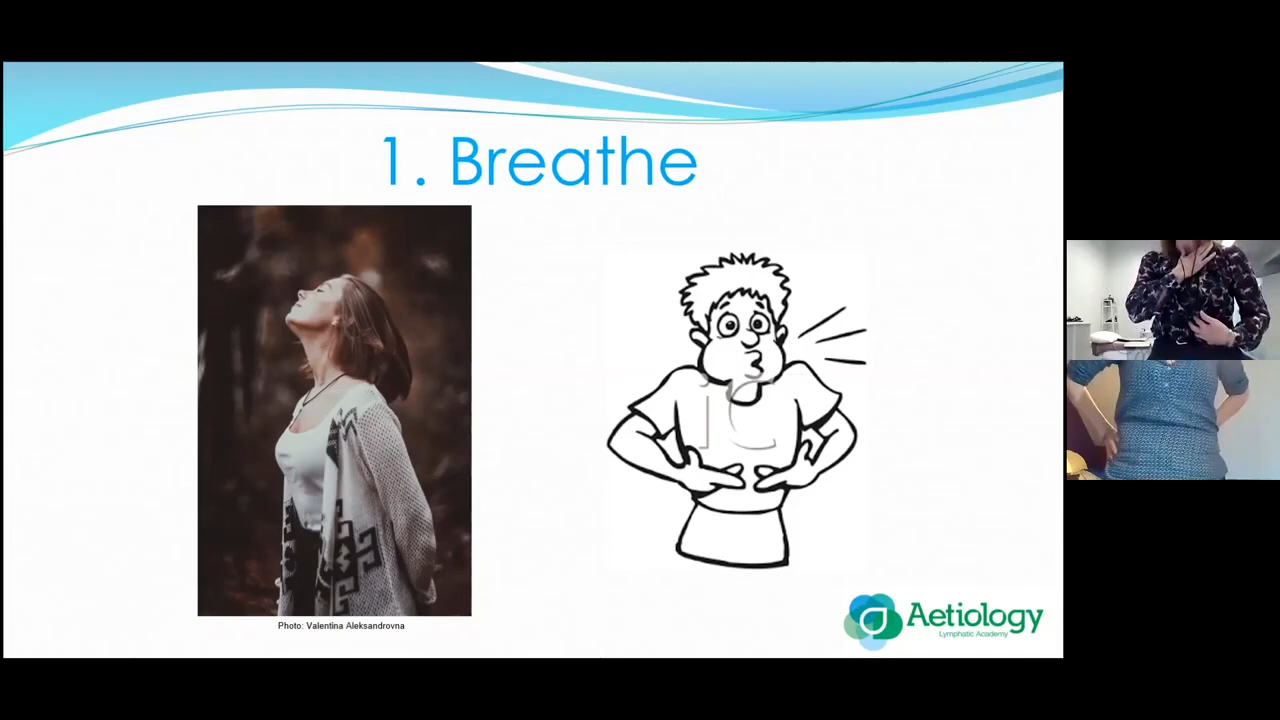 1. Breathe
Photo: Valentina Aleksandrovna
Aetiology
Lymphatic Academy